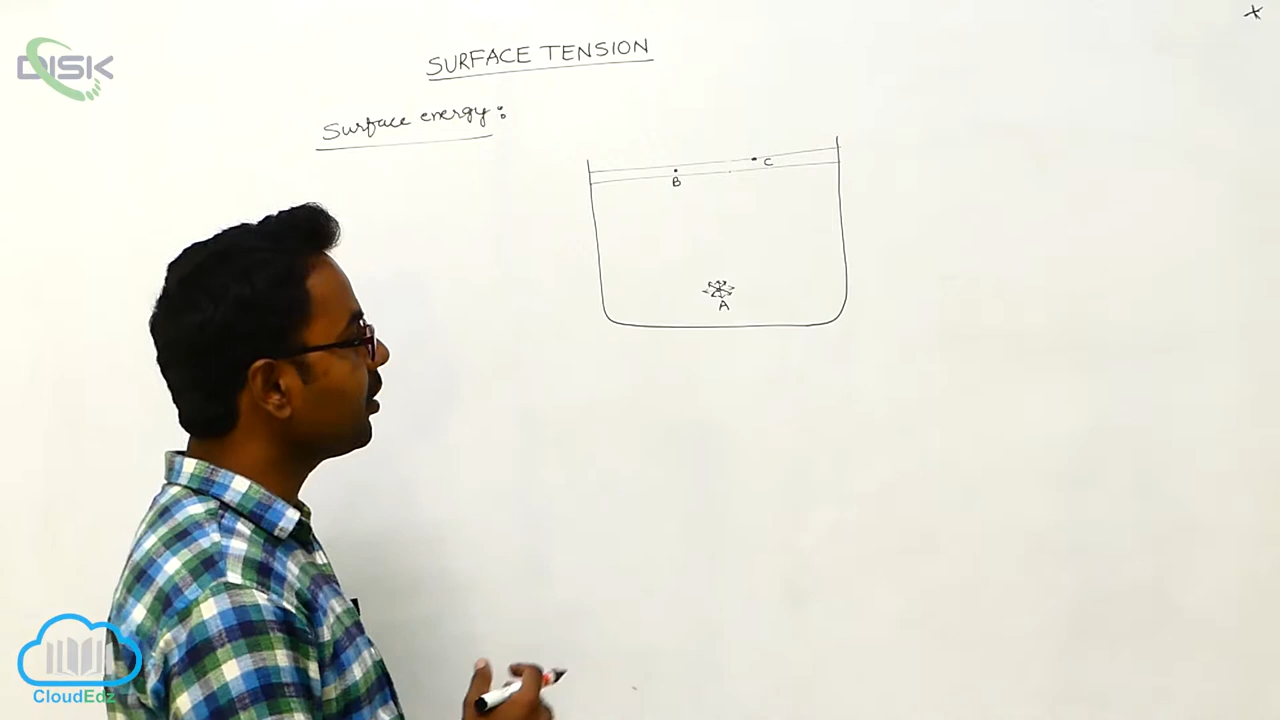 DISK
SURFACE TENSION
Surface energy:
C
B
A
CloudEdz